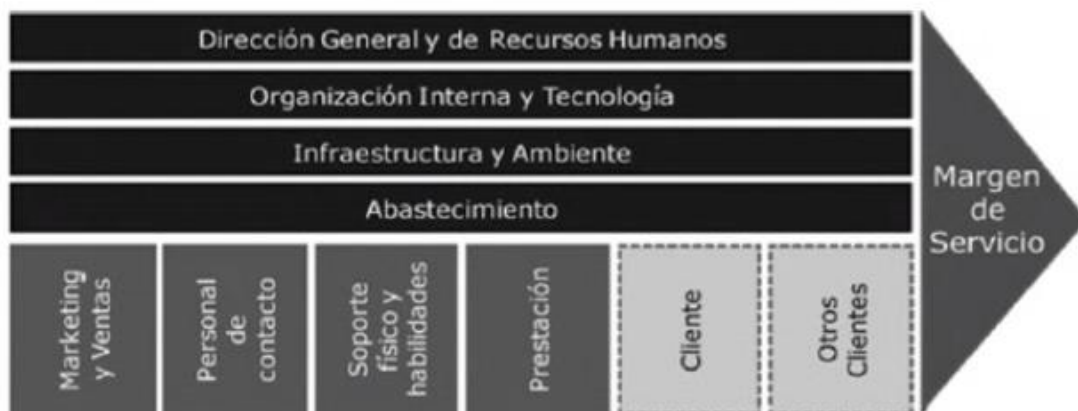 Dirección General y de Recursos Humanos
Organización Interna y Tecnología
Infraestructura y Ambiente
Abastecimiento
Marketing
y Ventas
Personal
de
contacto
Soporte
físico y
habilidades
Prestación
Cliente
Otros
Clientes
Margen
de
Servicio